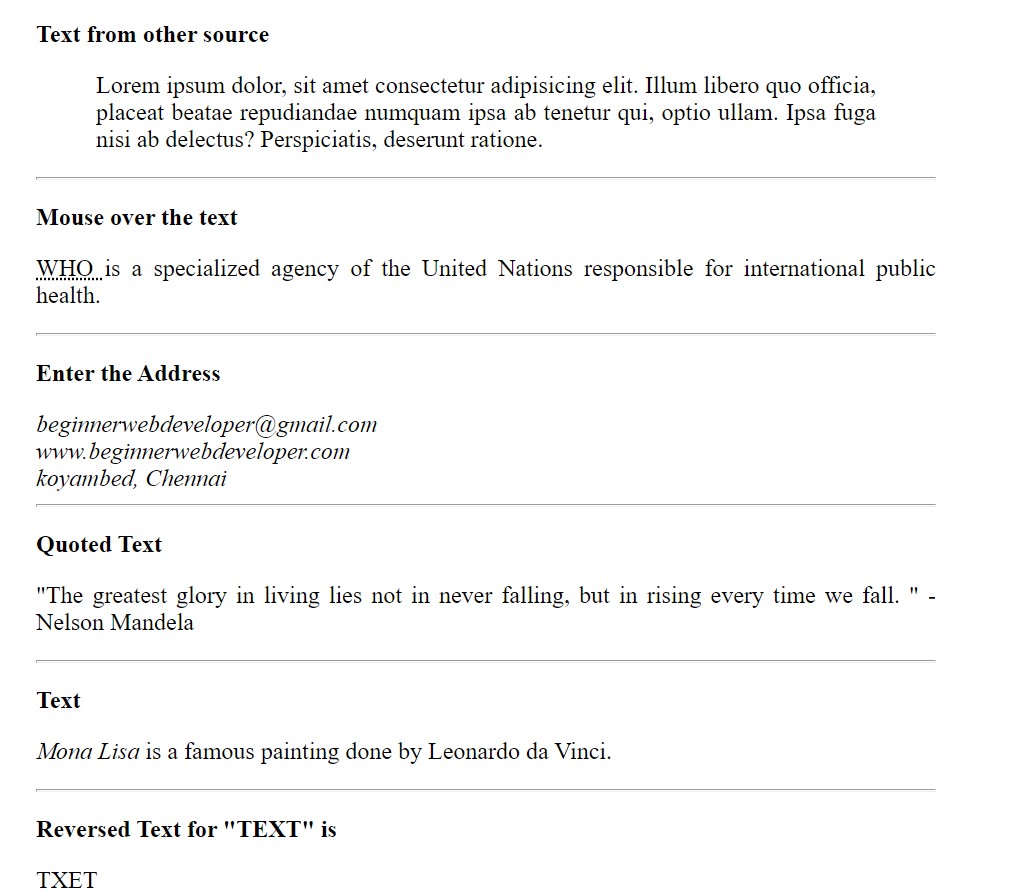 Text from other source
Lorem ipsum dolor, sit amet consectetur adipisicing elit. Illum libero quo officia,
placeat beatae repudiandae numquam ipsa ab tenetur qui, optio ullam. Ipsa fuga
nisi ab delectus? Perspiciatis, deserunt ratione.
Mouse over the text
WHO is a specialized agency of the United Nations responsible for international public
health.
Enter the Address
beginnerwebdeveloper@gmail.com
www.beginnerwebdeveloper.com
koyambed, Chennai
Quoted Text
"The greatest glory in living lies not in never falling, but in rising every time we fall. " -
Nelson Mandela
Text
Mona Lisa is a famous painting done by Leonardo da Vinci.
Reversed Text for "TEXT" is
TXET